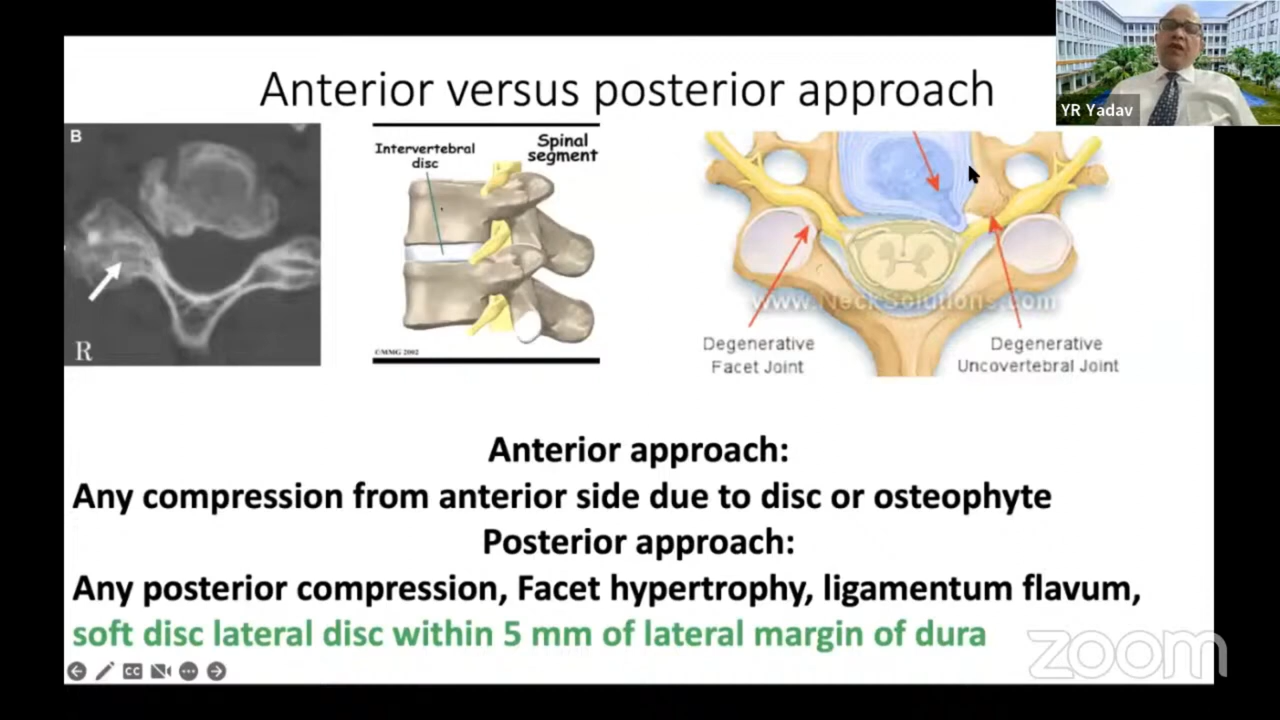 YR Yadav
Anterior versus posterior approach
B
R
Intervertebral
disc
Spinal
segment
©MMG 2002
www.NeckSolutions.com
Degenerative
Facet Joint
Degenerative
Uncovertebral Joint
Anterior approach:
Any compression from anterior side due to disc or osteophyte
Posterior approach:
Any posterior compression, Facet hypertrophy, ligamentum flavum,
soft disc lateral disc within 5 mm of lateral margin of dura
CC
zoom